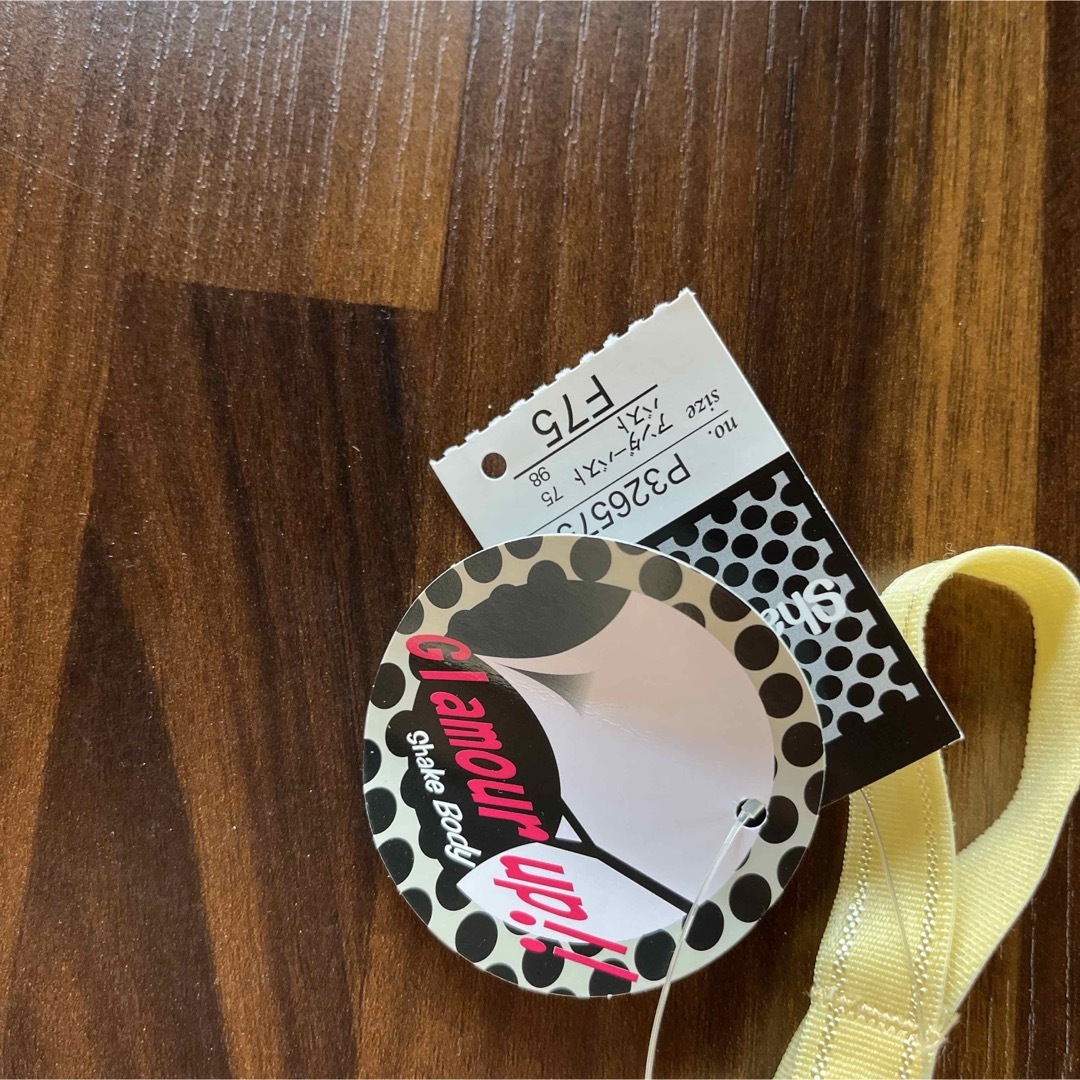 no. P32657
size
アンダーバスト 75
バスト 98
F75
Sha
Glamour up!!
Shake Body